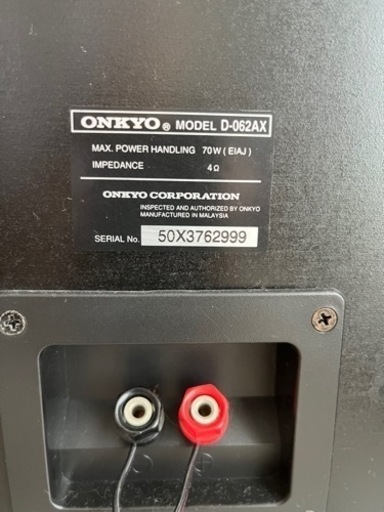 ONKYO® MODEL D-062AX
MAX. POWER HANDLING 70W ( EIAJ )
IMPEDANCE 4Ω
ONKYO CORPORATION
INSPECTED AND AUTHORIZED BY ONKYO
MANUFACTURED IN MALAYSIA
SERIAL No. 50X3762999